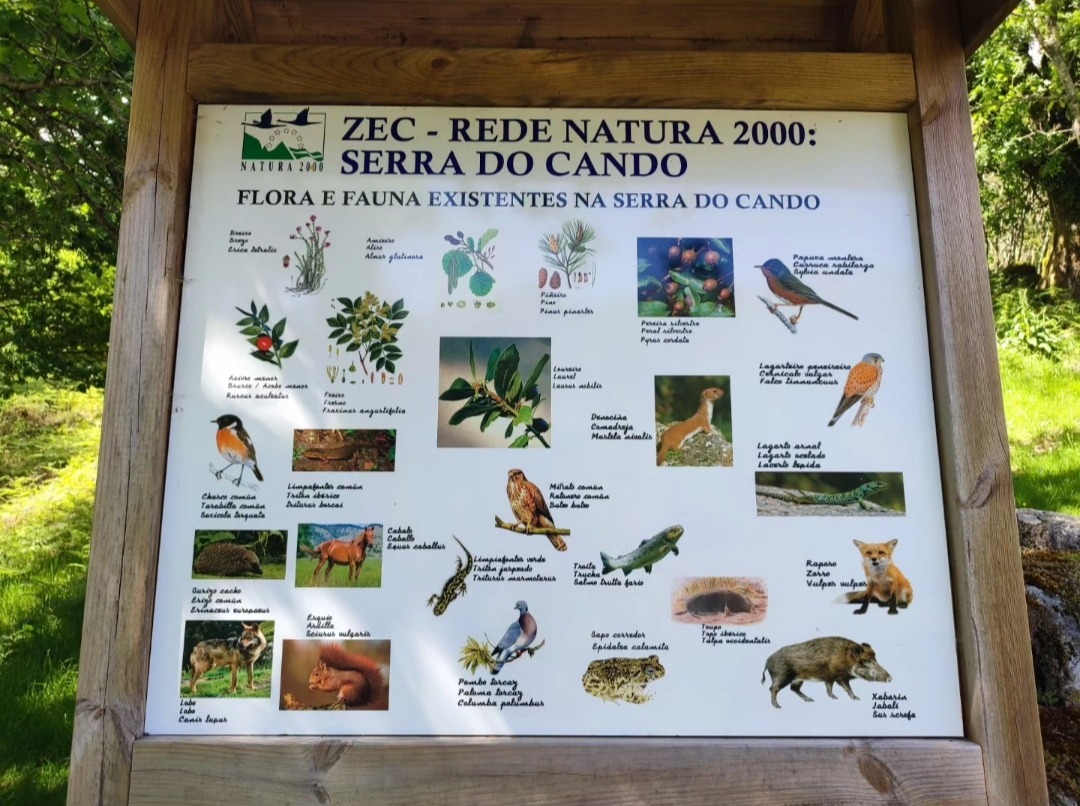 NATURA 2000
ZEC - REDE NATURA 2000:
SERRA DO CANDO
FLORA E FAUNA EXISTENTES NA SERRA DO CANDO
Breixo
Brezo
Erica tetralix
Amieiro
Aliso
Alnus glutinosa
Piñeiro
Pino
Pinus pinaster
Pereira silvestre
Peral silvestre
Pyrus cordata
Papuxa montesa
Curruca rabilarga
Sylvia undata
Acivro menor
Brusco / Acebo menor
Ruscus aculeatus
Freixo
Fresno
Fraxinus angustifolia
Loureiro
Laurel
Laurus nobilis
Denociña
Comadreja
Mustela nivalis
Lagarteiro peneireiro
Cernícalo vulgar
Falco tinnunculus
Chasco común
Tarabilla común
Saxicola torquata
Limpafontes común
Tritón ibérico
Triturus boscai
Miñato común
Ratonero común
Buteo buteo
Lagarto arnal
Lagarto ocelado
Lacerta lepida
Ourizo cacho
Erizo común
Erinaceus europaeus
Cabalo
Caballo
Equus caballus
Limpiafontes verde
Tritón jaspeado
Triturus marmoratus
Troita
Trucha
Salmo trutta fario
Toupa
Topo ibérico
Talpa occidentalis
Raposo
Zorro
Vulpes vulpes
Lobo
Lobo
Canis lupus
Esquío
Ardilla
Sciurus vulgaris
Pombo torcaz
Paloma torcaz
Columba palumbus
Sapo corredor
Epidalea calamita
Xabarín
Jabalí
Sus scrofa